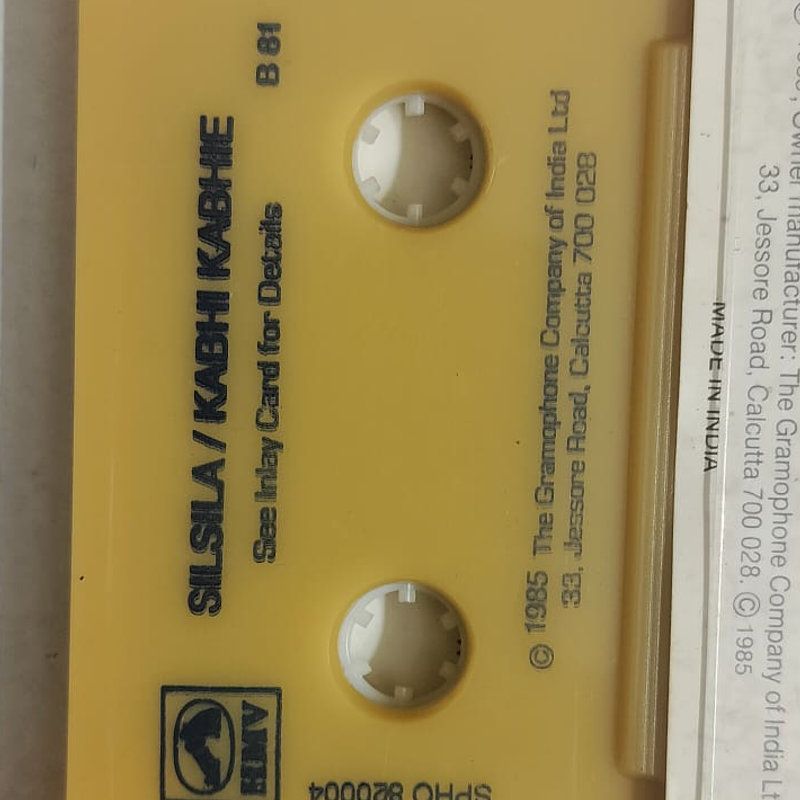 SILSILA / KABHI KABHIE
See Inlay Card for Details
B 81
© 1985 The Gramophone Company of India Ltd
33, Jessore Road, Calcutta 700 028
HMV
SPHO 820004
MADE IN INDIA
manufacturer: The Gramophone Company of India
33, Jessore Road, Calcutta 700 028. © 1985